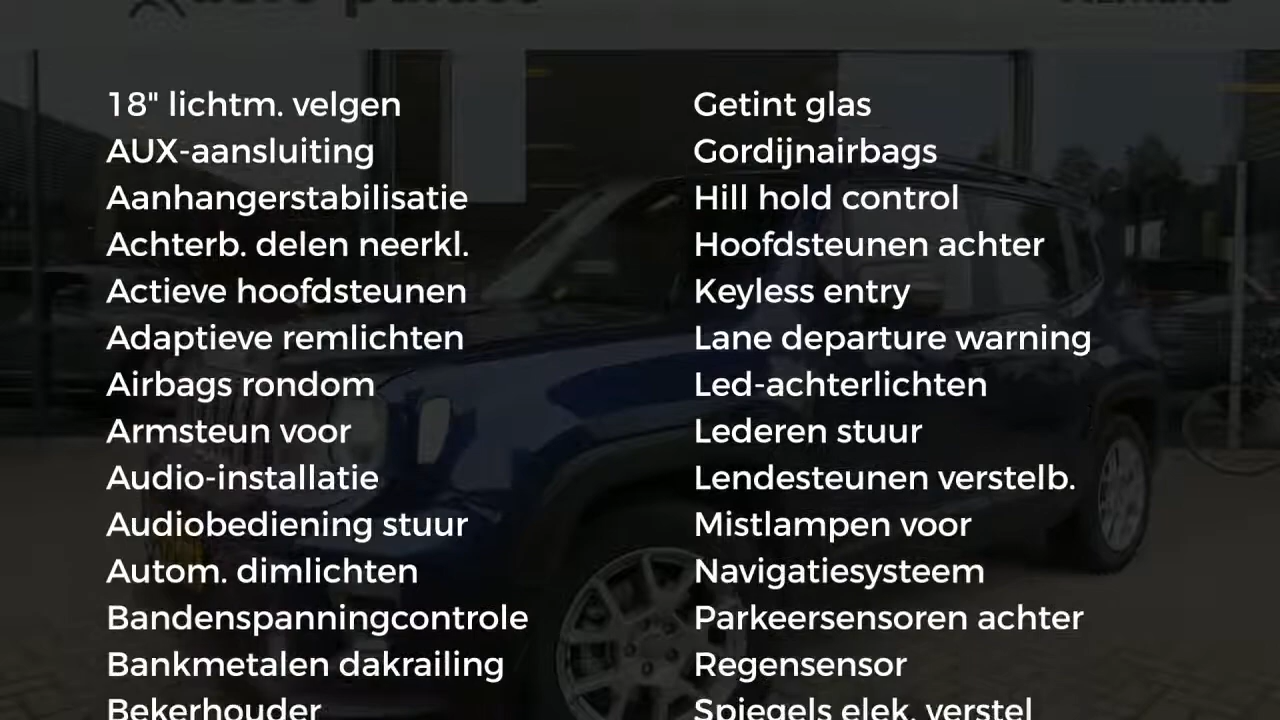 18" lichtm. velgen
AUX-aansluiting
Aanhangerstabilisatie
Achterb. delen neerkl.
Actieve hoofdsteunen
Adaptieve remlichten
Airbags rondom
Armsteun voor
Audio-installatie
Audiobediening stuur
Autom. dimlichten
Bandenspanningcontrole
Bankmetalen dakrailing
Bekerhouder
Getint glas
Gordijnairbags
Hill hold control
Hoofdsteunen achter
Keyless entry
Lane departure warning
Led-achterlichten
Lederen stuur
Lendesteunen verstelb.
Mistlampen voor
Navigatiesysteem
Parkeersensoren achter
Regensensor
Spiegels elek. verstel